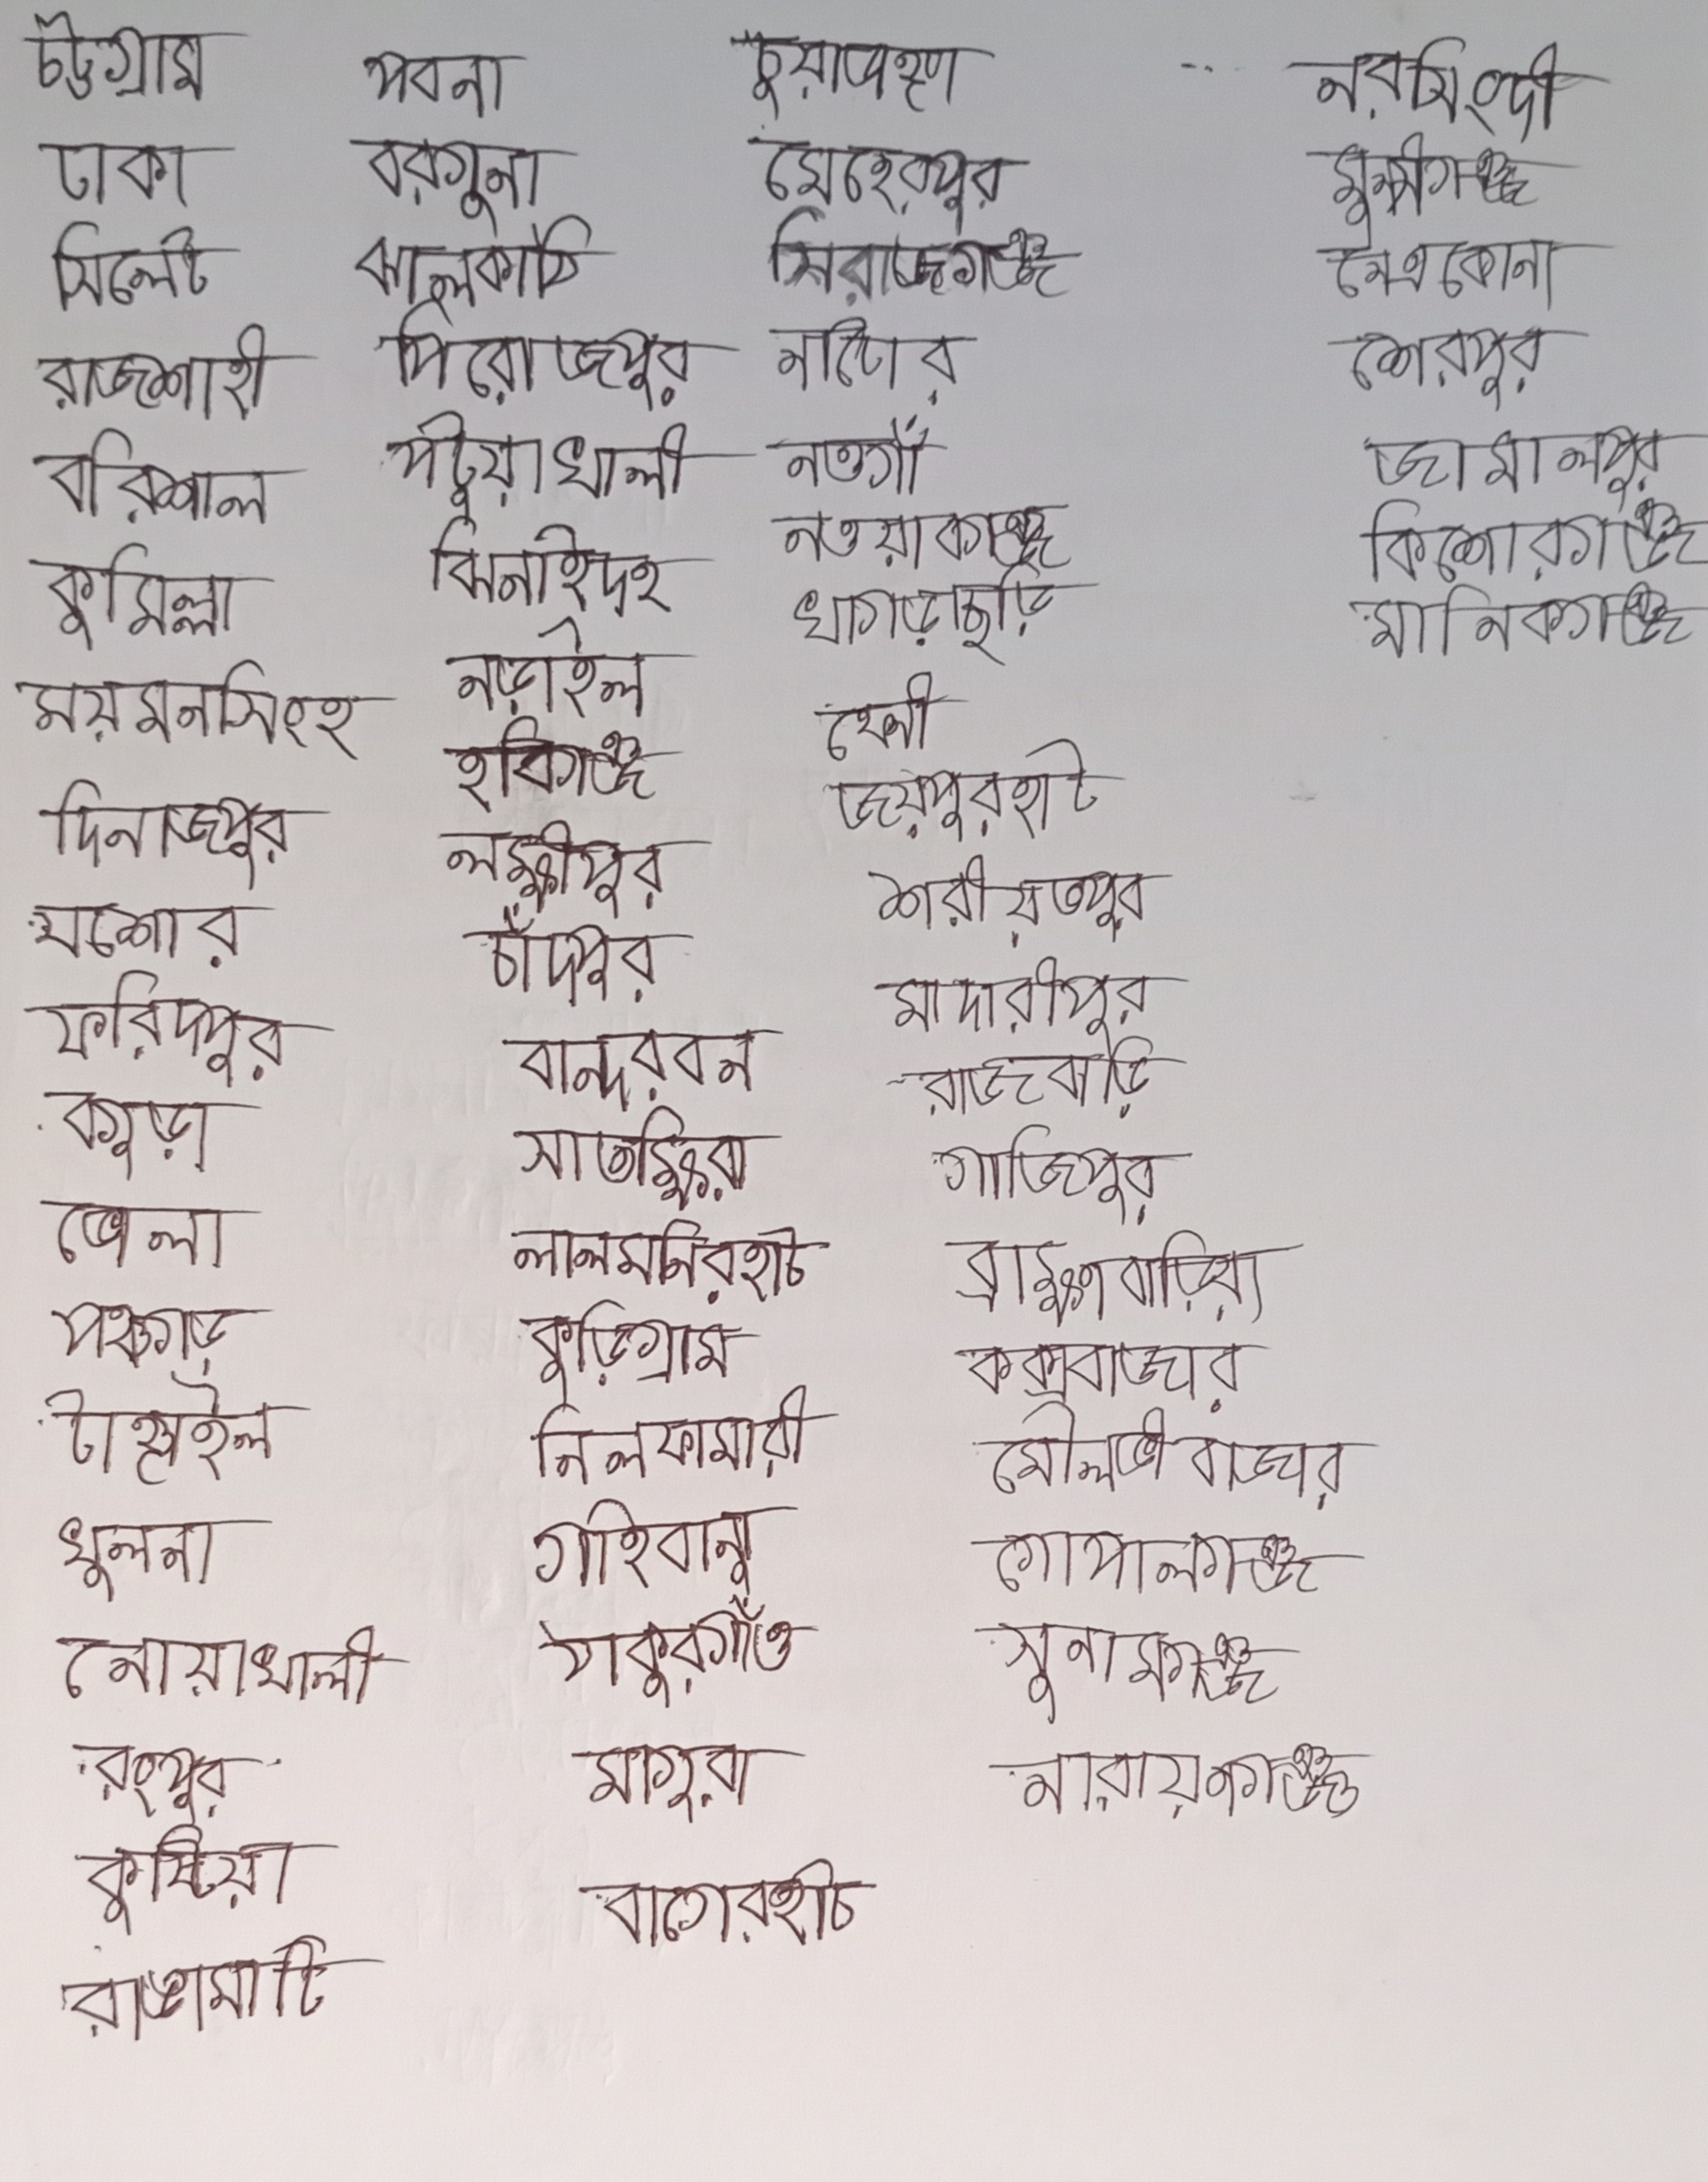 চট্টগ্রাম
ঢাকা
সিলেট
রাজশাহী
বরিশাল
কুমিল্লা
ময়মনসিংহ
দিনাজপুর
যশোর
ফরিদপুর
বগুড়া
ভোলা
পঞ্চগড়
টাঙ্গাইল
খুলনা
নোয়াখালী
রংপুর
কুষ্টিয়া
রাঙামাটি
পবনা
বরগুনা
ঝালকাঠি
পিরোজপুর
পটুয়াখালী
ঝিনাইদহ
নড়াইল
হবিগঞ্জ
লক্ষ্মীপুর
চাঁদপুর
বান্দরবন
সাতক্ষিরা
লালমনিরহাট
কুড়িগ্রাম
নিলফামারী
গাইবান্ধা
ঠাকুরগাঁও
মাগুরা
বাগেরহাট
চুয়াডাঙ্গা
মেহেরপুর
সিরাজগঞ্জ
নাটোর
নওগাঁ
নওয়াবগঞ্জ
খাগড়াছড়ি
ফেনী
জয়পুরহাট
শরীয়তপুর
মাদারীপুর
রাজবাড়ি
গাজিপুর
ব্রাহ্মণবাড়িয়া
কক্সবাজার
মৌলভীবাজার
গোপালগঞ্জ
সুনামগঞ্জ
নারায়ণগঞ্জ
নরসিংদী
মুন্সীগঞ্জ
নেত্রকোনা
শেরপুর
জামালপুর
কিশোরগঞ্জ
মানিকগঞ্জ